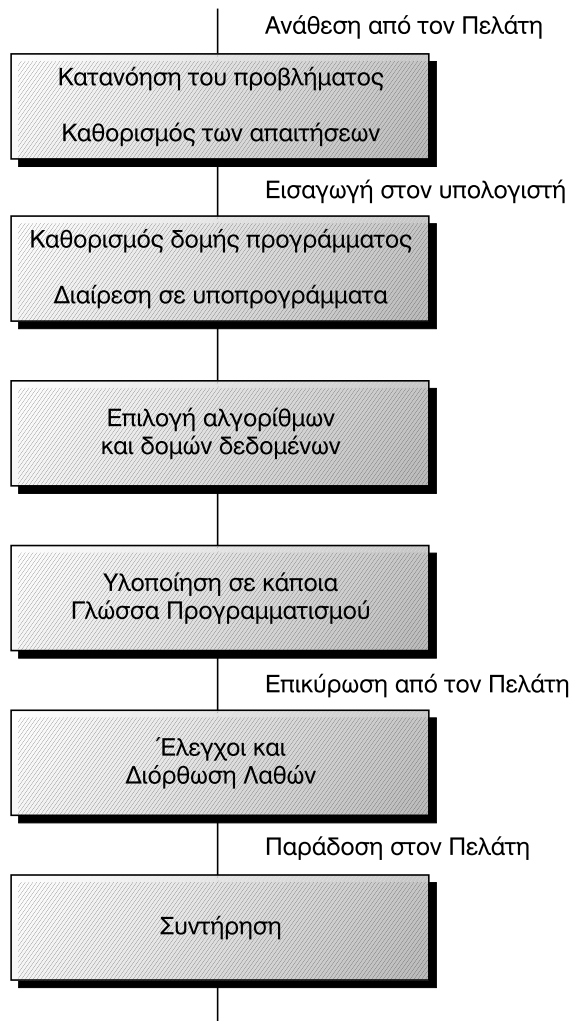 Ανάθεση από τον Πελάτη
Κατανόηση του προβλήματος
Καθορισμός των απαιτήσεων
Εισαγωγή στον υπολογιστή
Καθορισμός δομής προγράμματος
Διαίρεση σε υποπρογράμματα
Επιλογή αλγορίθμων
και δομών δεδομένων
Υλοποίηση σε κάποια
Γλώσσα Προγραμματισμού
Επικύρωση από τον Πελάτη
Έλεγχοι και
Διόρθωση Λαθών
Παράδοση στον Πελάτη
Συντήρηση